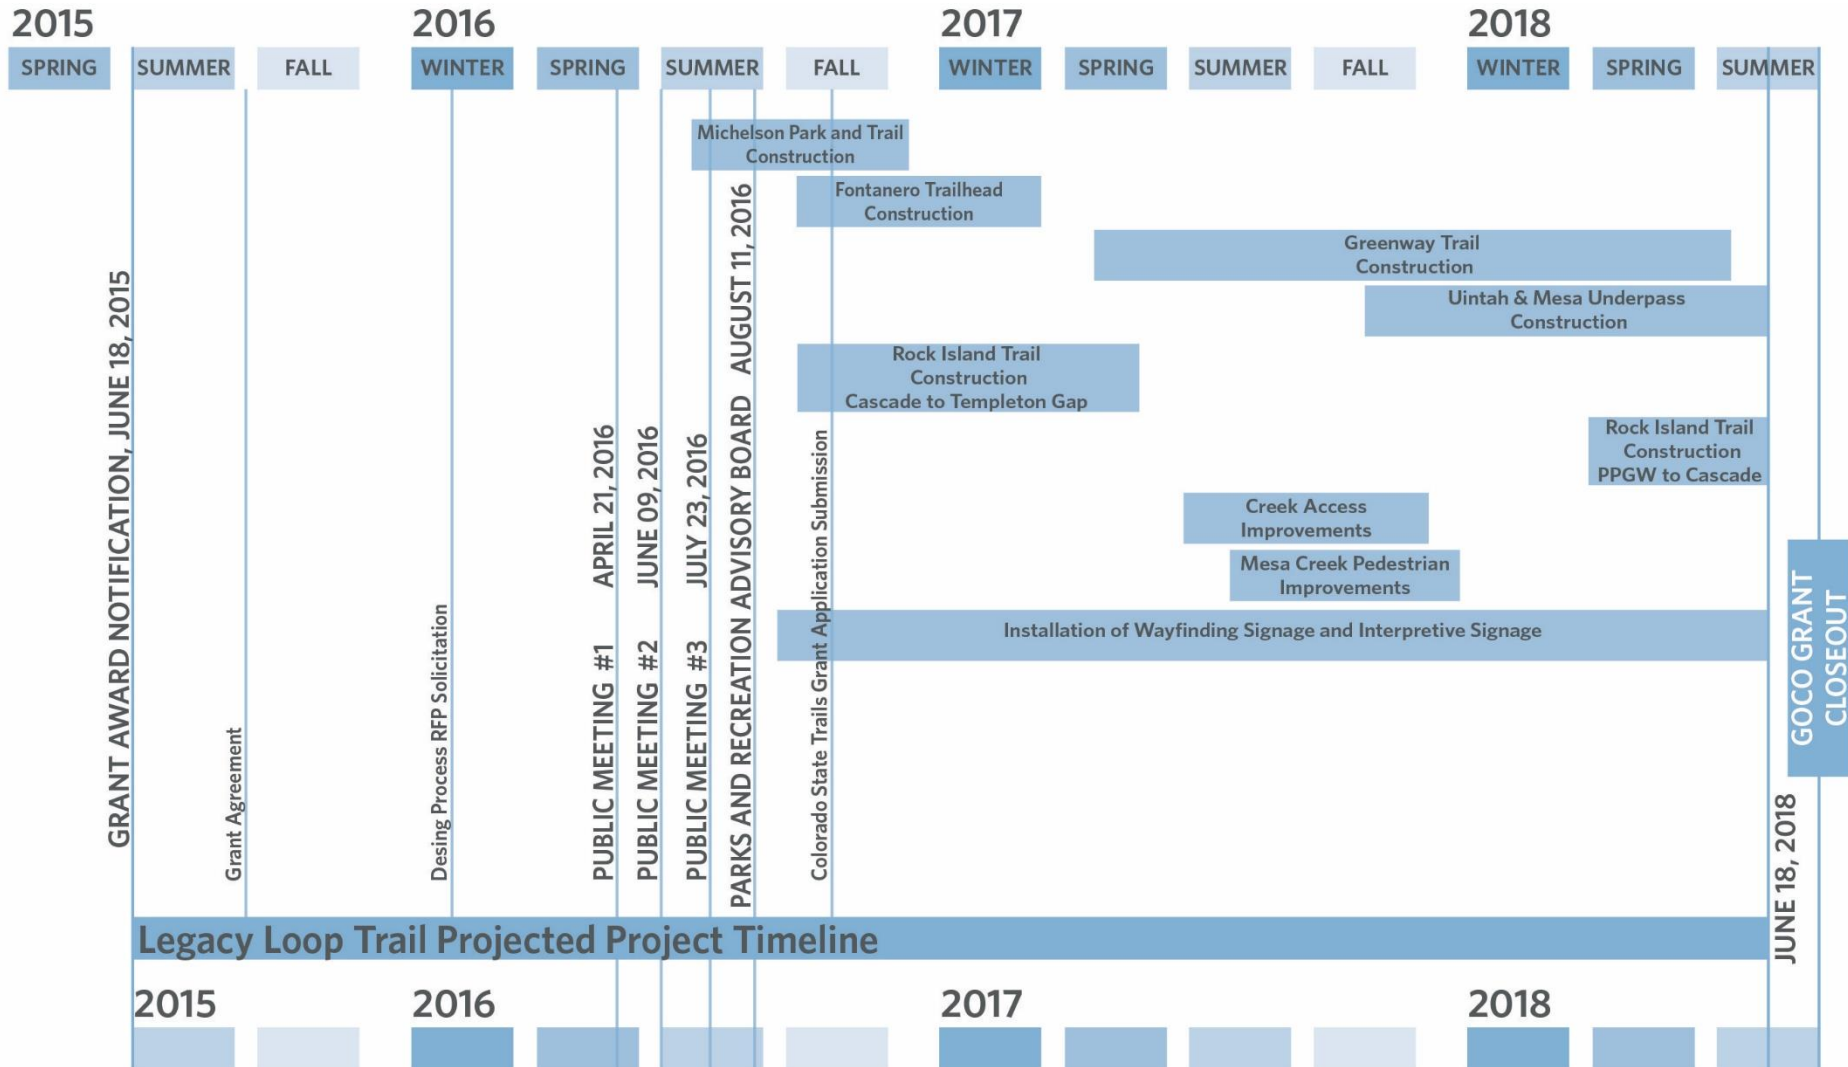 2015 2016 2017 2018
SPRING SUMMER FALL WINTER SPRING SUMMER FALL WINTER SPRING SUMMER FALL WINTER SPRING SUMMER
Michelson Park and Trail
Construction
Fontanero Trailhead
Construction
Greenway Trail
Construction
Uintah & Mesa Underpass
Construction
Rock Island Trail
Construction
Cascade to Templeton Gap
Rock Island Trail
Construction
PPGW to Cascade
Creek Access
Improvements
Mesa Creek Pedestrian
Improvements
Installation of Wayfinding Signage and Interpretive Signage
GRANT AWARD NOTIFICATION, JUNE 18, 2015
Grant Agreement
Desing Process RFP Solicitation
PUBLIC MEETING #1 APRIL 21, 2016
PUBLIC MEETING #2 JUNE 09, 2016
PUBLIC MEETING #3 JULY 23, 2016
PARKS AND RECREATION ADVISORY BOARD AUGUST 11, 2016
Colorado State Trails Grant Application Submission
GOCO GRANT
CLOSEOUT
JUNE 18, 2018
Legacy Loop Trail Projected Project Timeline
2015 2016 2017 2018